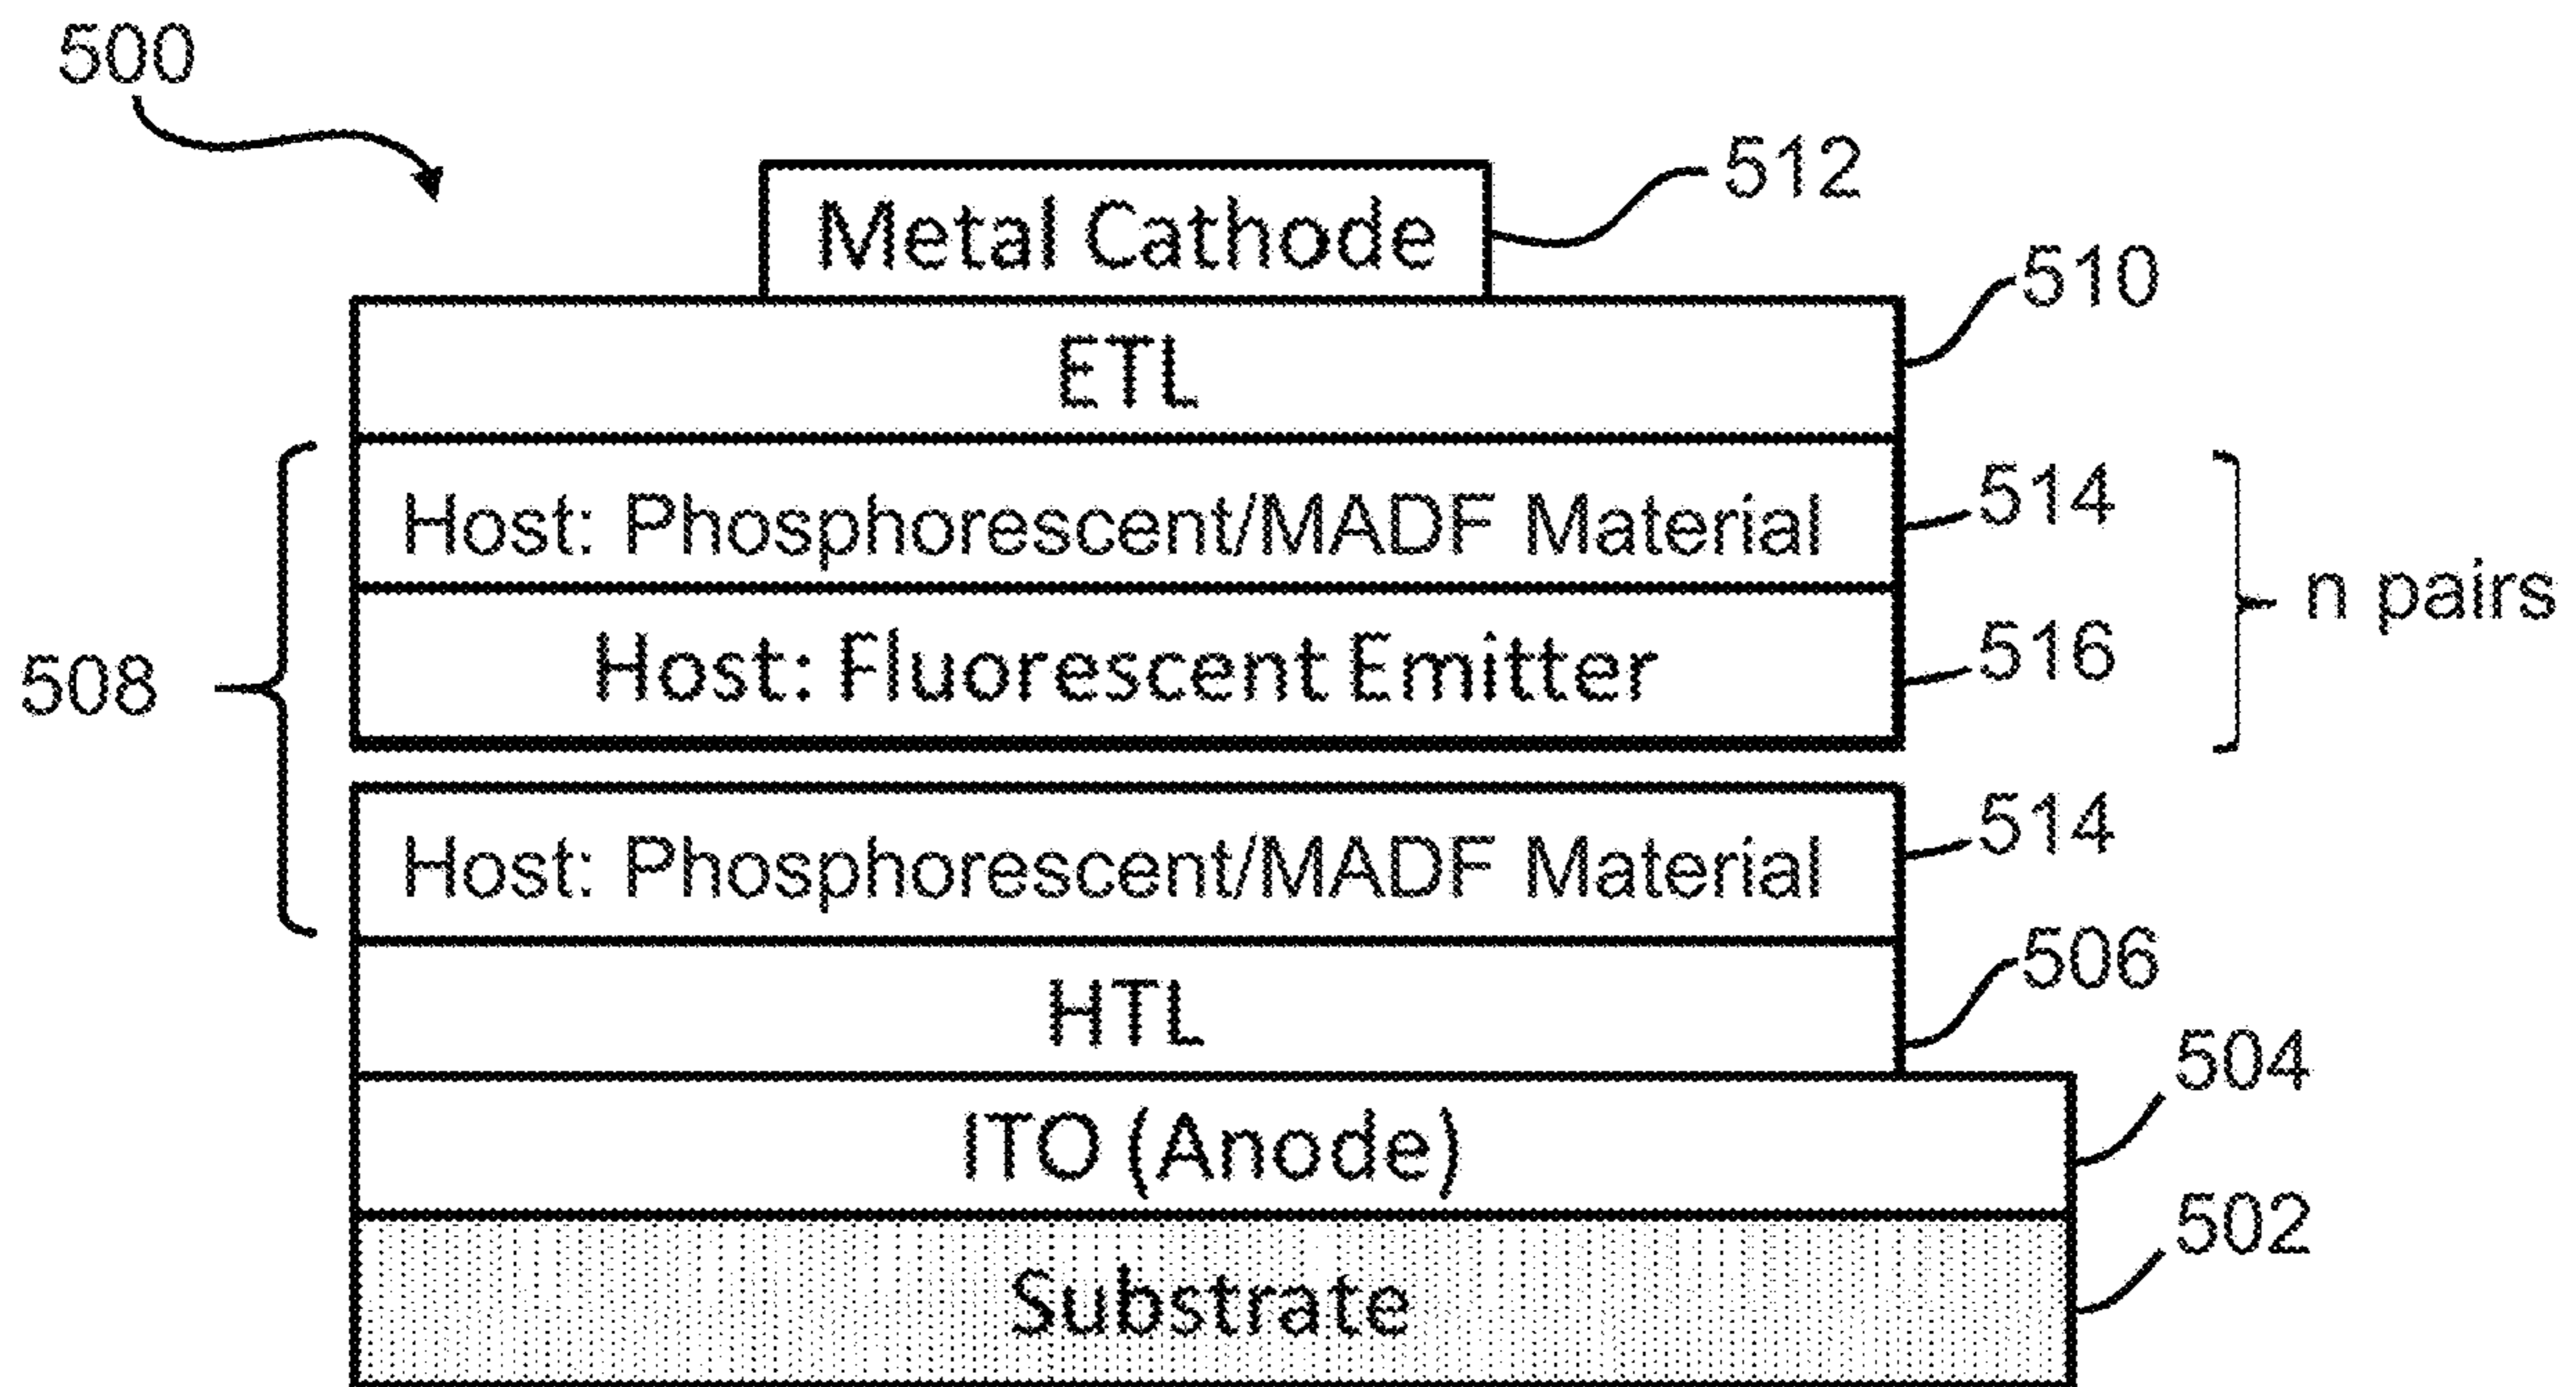 500
Metal Cathode
512
ETL
510
Host: Phosphorescent/MADF Material
514
Host: Fluorescent Emitter
516
n pairs
508
Host: Phosphorescent/MADF Material
514
HTL
506
ITO (Anode)
504
Substrate
502